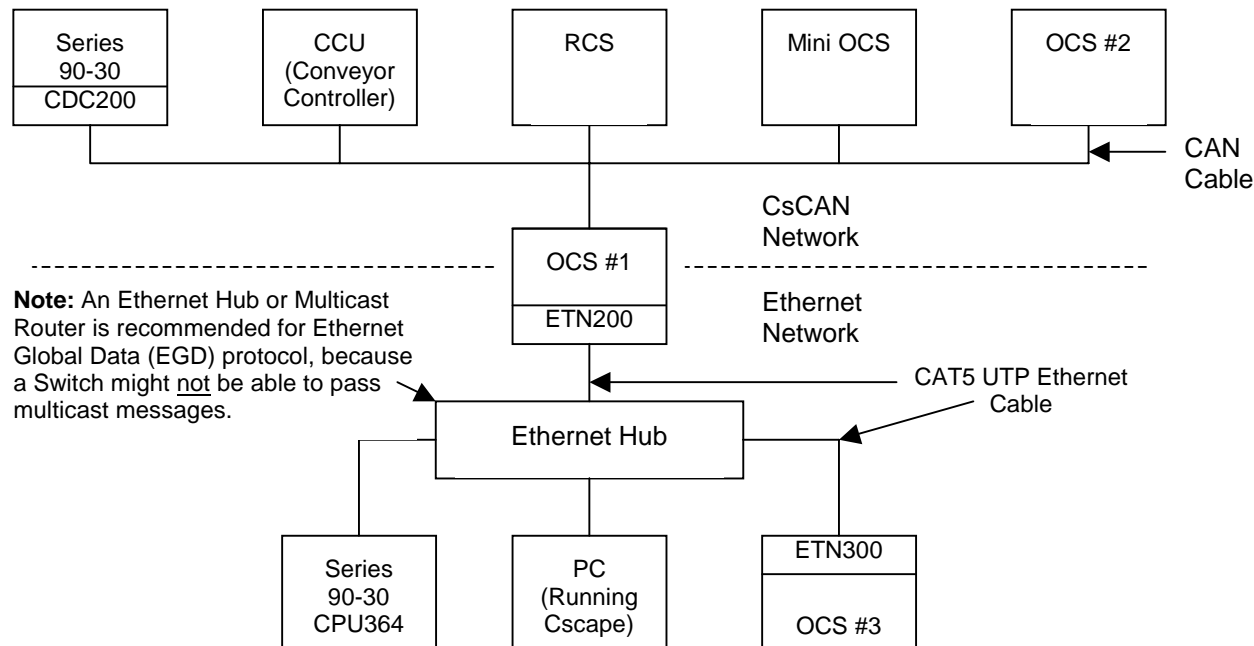 Series
90-30
CDC200
CCU
(Conveyor
Controller)
RCS
Mini OCS
OCS #2
CAN
Cable
CsCAN
Network
OCS #1
ETN200
Ethernet
Network
Note: An Ethernet Hub or Multicast
Router is recommended for Ethernet
Global Data (EGD) protocol, because
a Switch might not be able to pass
multicast messages.
CAT5 UTP Ethernet
Cable
Ethernet Hub
Series
90-30
CPU364
PC
(Running
Cscape)
ETN300
OCS #3